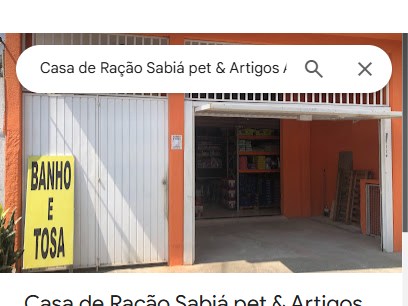 Casa de Ração Sabiá pet & Artigos
BANHO
E
TOSA
Casa de Ração Sabiá pet & Artigos